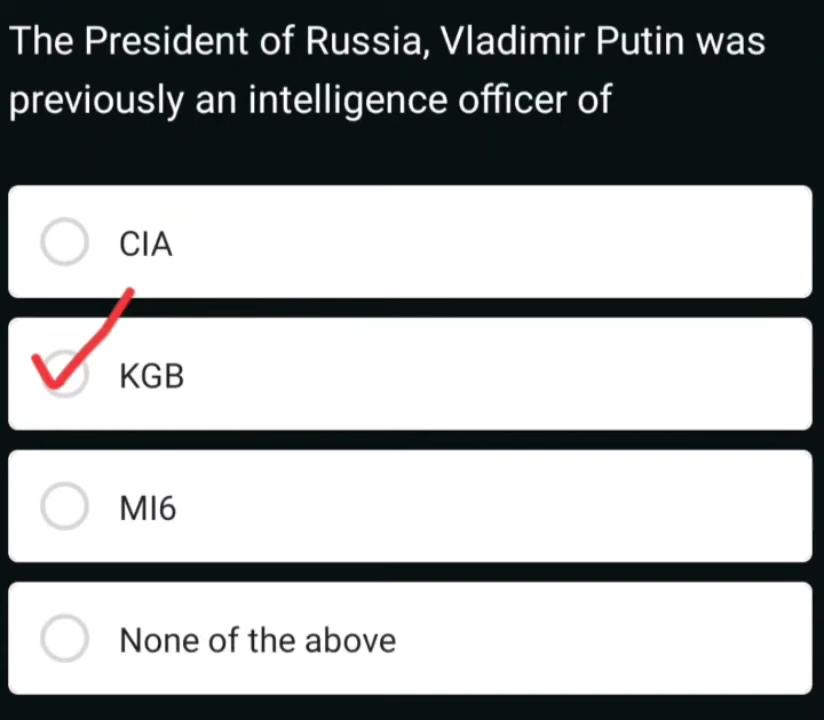 The President of Russia, Vladimir Putin was
previously an intelligence officer of
CIA
KGB
MI6
None of the above